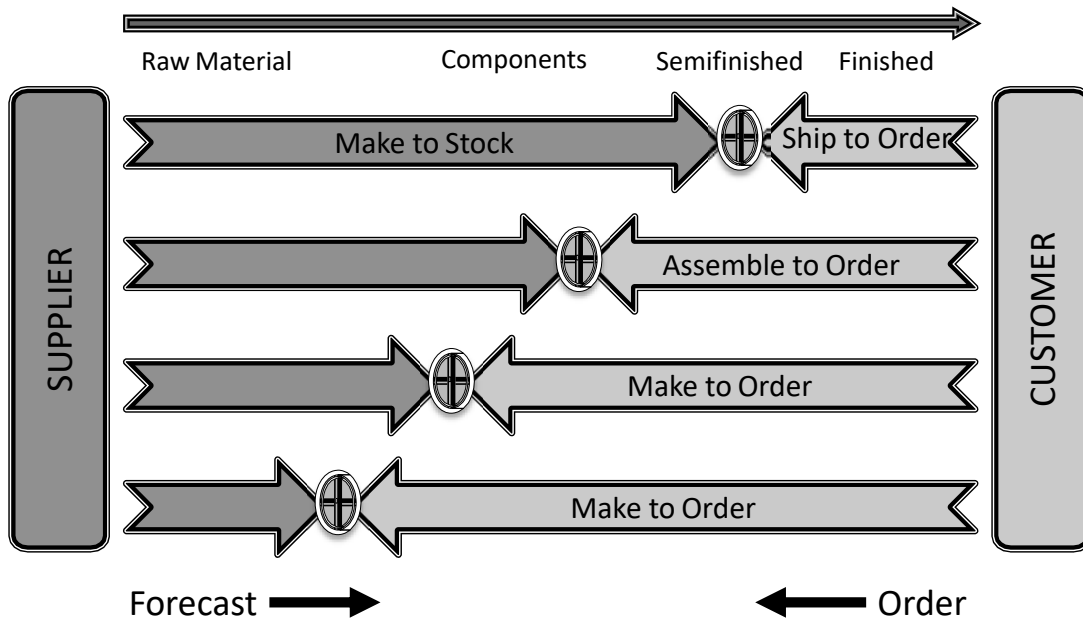 Raw Material Components Semifinished Finished
SUPPLIER
Make to Stock Ship to Order
Assemble to Order
Make to Order
Make to Order
CUSTOMER
Forecast Order